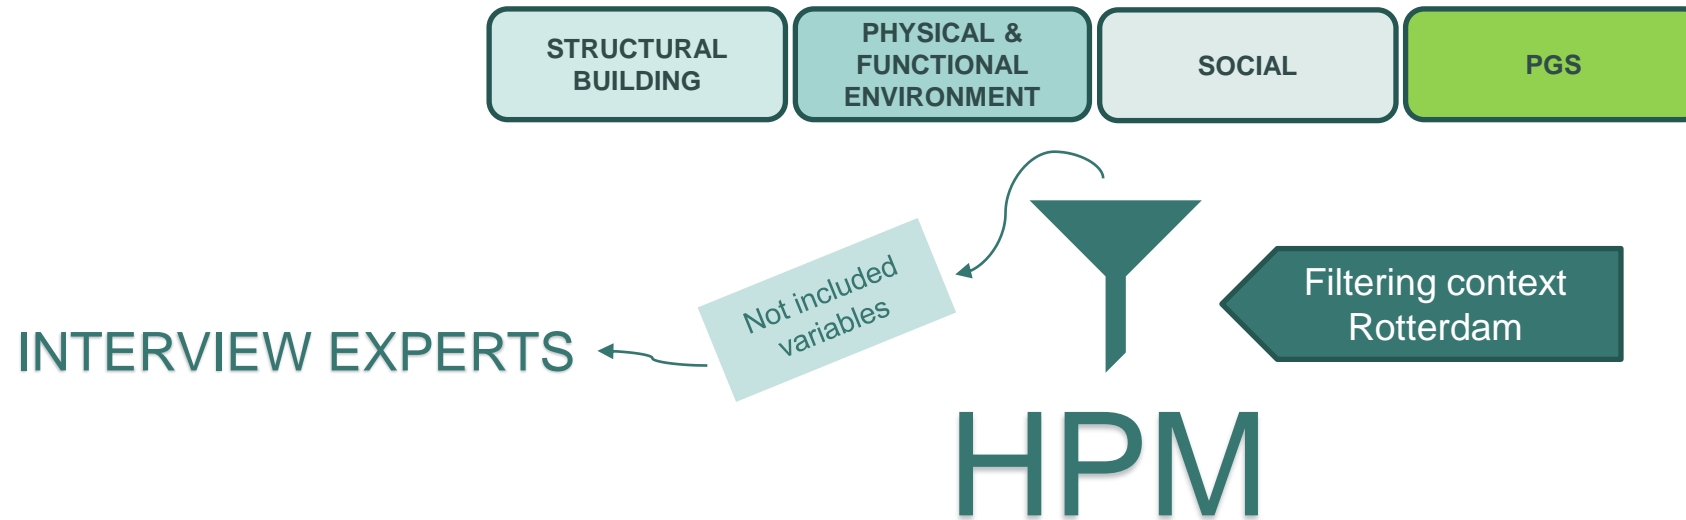 STRUCTURAL
BUILDING
PHYSICAL &
FUNCTIONAL
ENVIRONMENT
SOCIAL
PGS
Not included
variables
Filtering context
Rotterdam
INTERVIEW EXPERTS
HPM